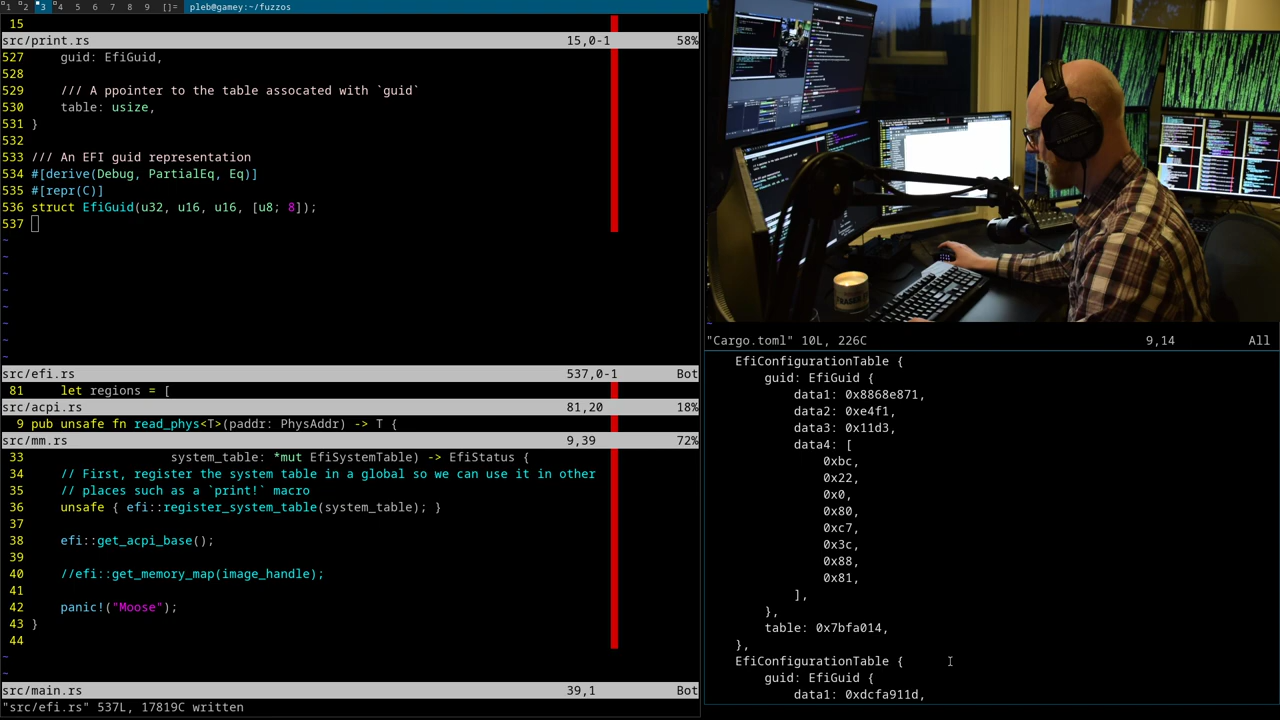 1 2 3 4 5 6 7 8 9 []= pleb@gamey:~/fuzzos
15
src/print.rs 15,0-1 58%
527 guid: EfiGuid,
528
529 /// A ppointer to the table assocated with `guid`
530 table: usize,
531 }
532
533 /// An EFI guid representation
534 #[derive(Debug, PartialEq, Eq)]
535 #[repr(C)]
536 struct EfiGuid(u32, u16, u16, [u8; 8]);
537
~
~
~
~
~
~
~
~
src/efi.rs 537,0-1 Bot
81 let regions = [
src/acpi.rs 81,20 18%
9 pub unsafe fn read_phys<T>(paddr: PhysAddr) -> T {
src/mm.rs 9,39 72%
33 system_table: *mut EfiSystemTable) -> EfiStatus {
34 // First, register the system table in a global so we can use it in other
35 // places such as a `print!` macro
36 unsafe { efi::register_system_table(system_table); }
37
38 efi::get_acpi_base();
39
40 //efi::get_memory_map(image_handle);
41
42 panic!("Moose");
43 }
44
~
~
src/main.rs 39,1 Bot
"src/efi.rs" 537L, 17819C written
~
"Cargo.toml" 10L, 226C 9,14 All
EfiConfigurationTable {
guid: EfiGuid {
data1: 0x8868e871,
data2: 0xe4f1,
data3: 0x11d3,
data4: [
0xbc,
0x22,
0x0,
0x80,
0xc7,
0x3c,
0x88,
0x81,
],
},
table: 0x7bfa014,
},
EfiConfigurationTable {
guid: EfiGuid {
data1: 0xdcfa911d,